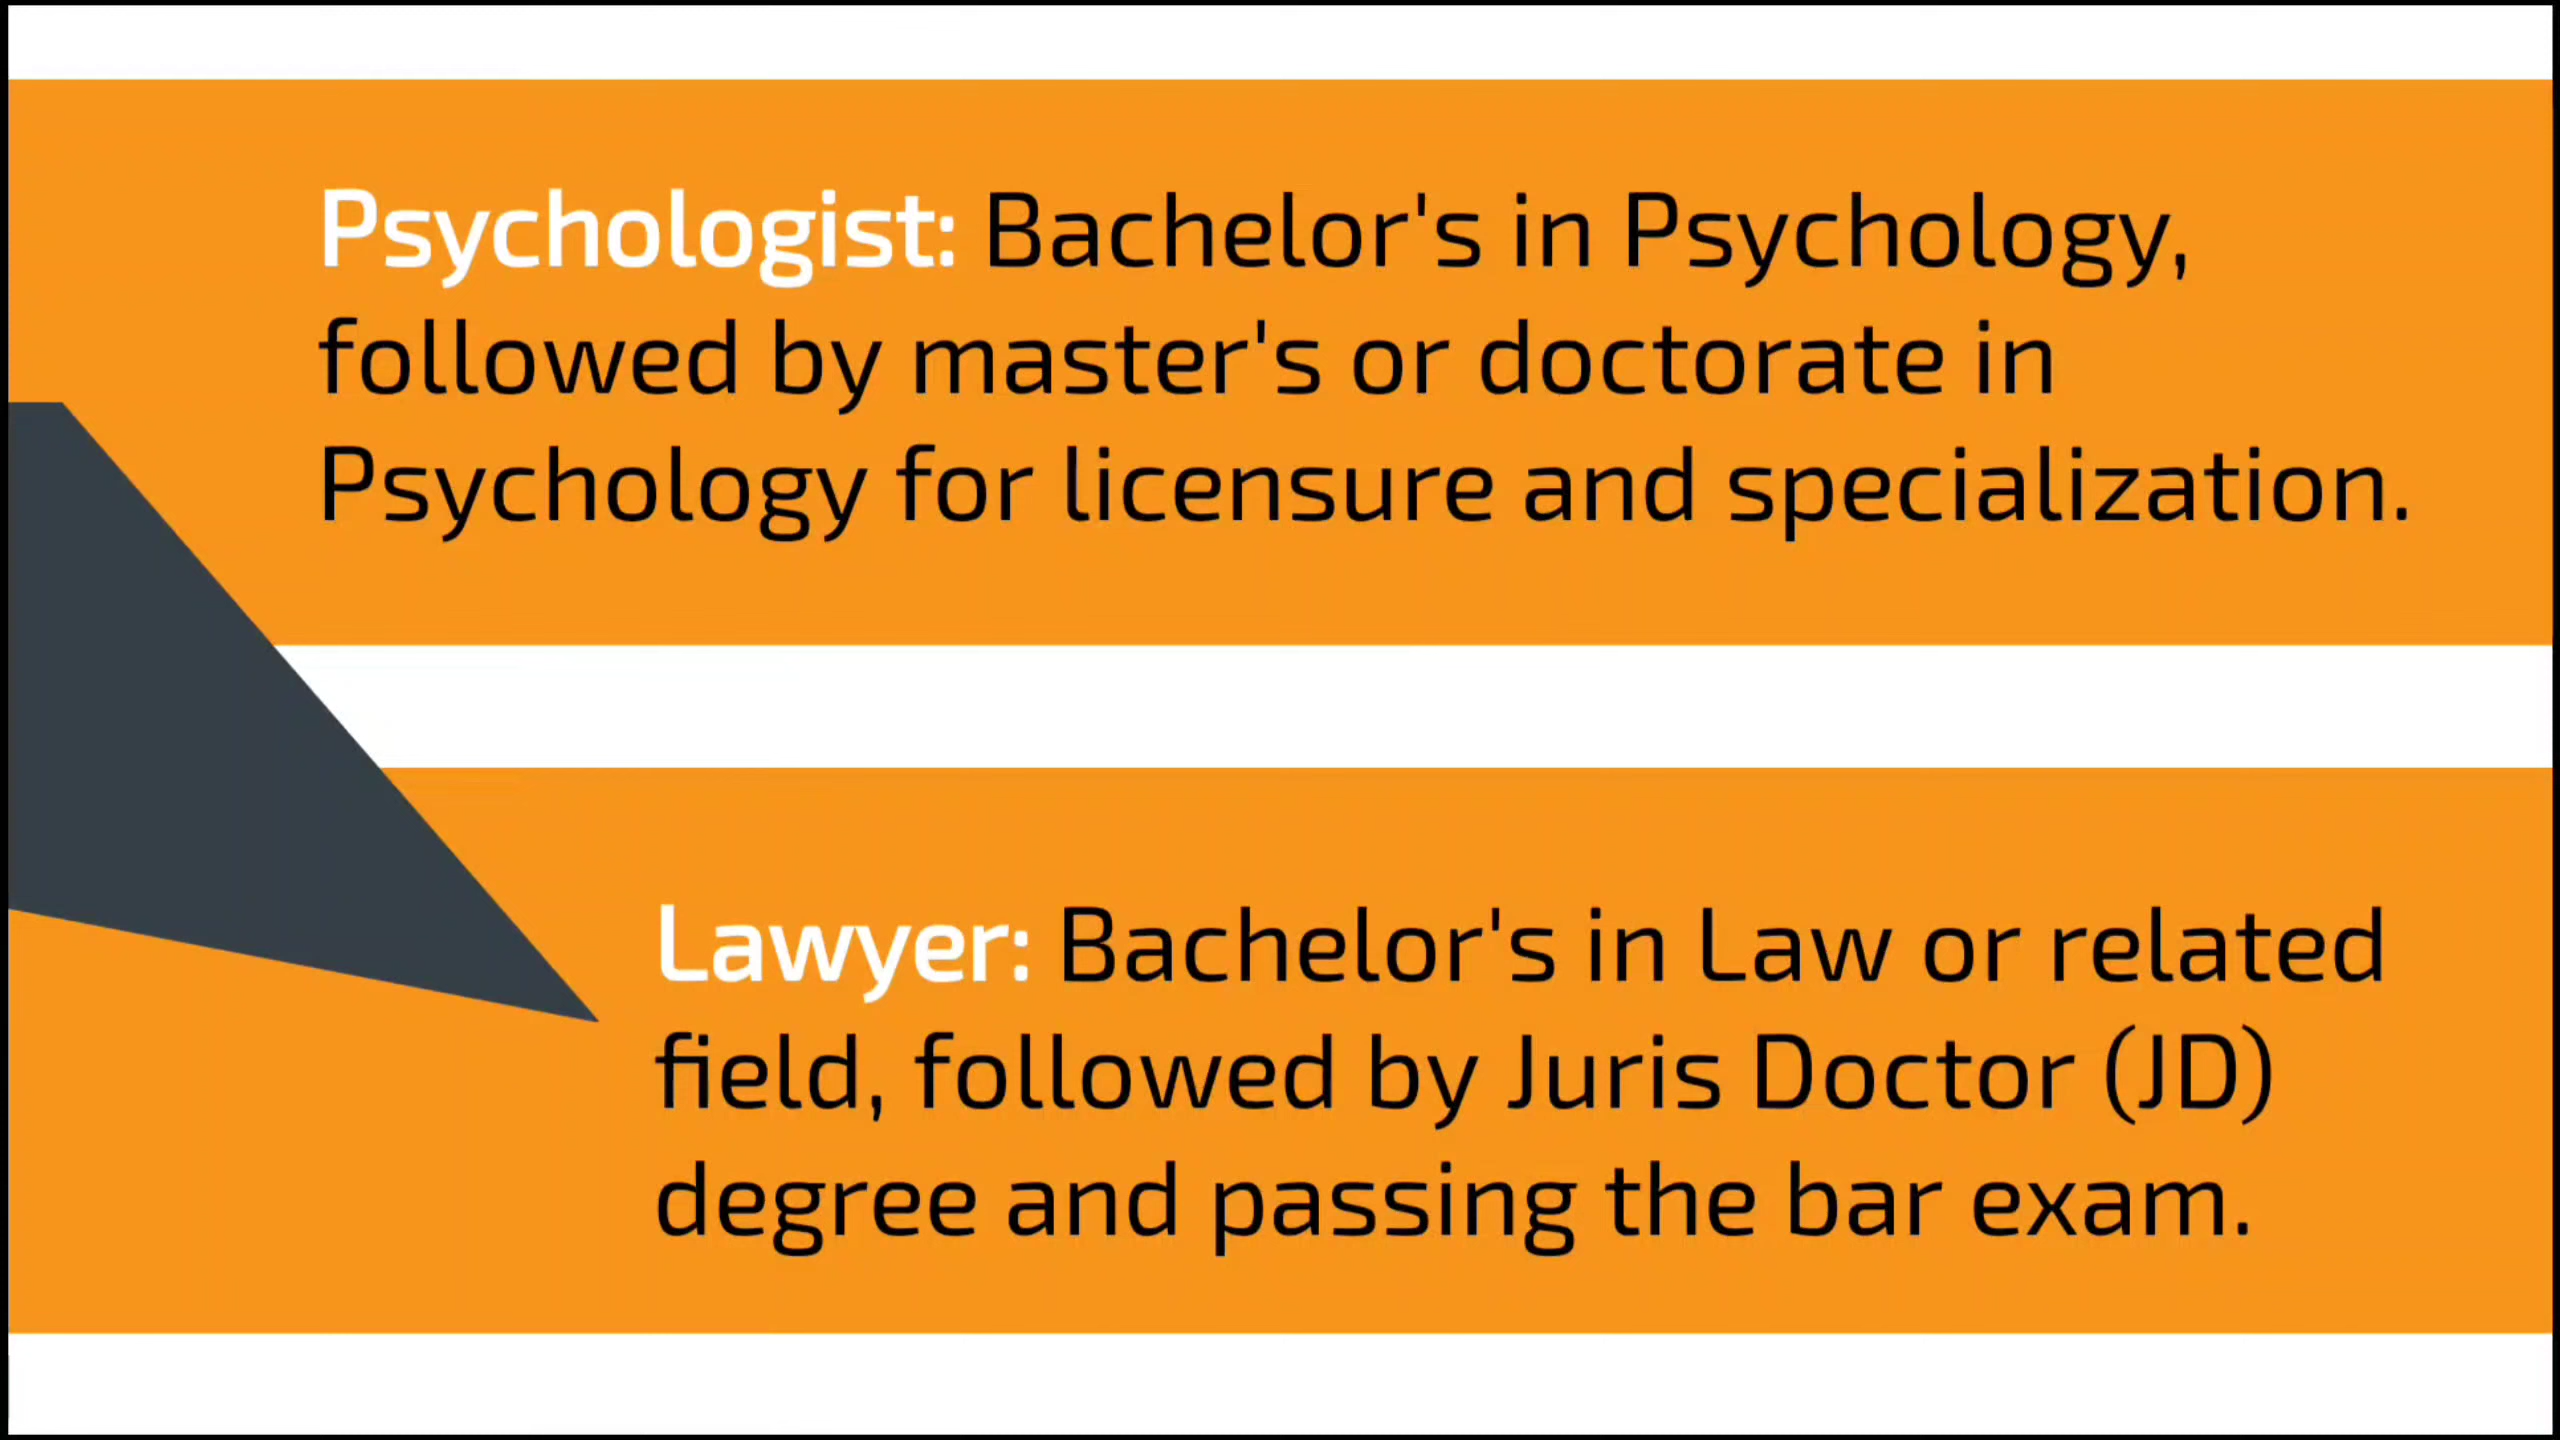 Psychologist: Bachelor's in Psychology,
followed by master's or doctorate in
Psychology for licensure and specialization.
Lawyer: Bachelor's in Law or related
field, followed by Juris Doctor (JD)
degree and passing the bar exam.